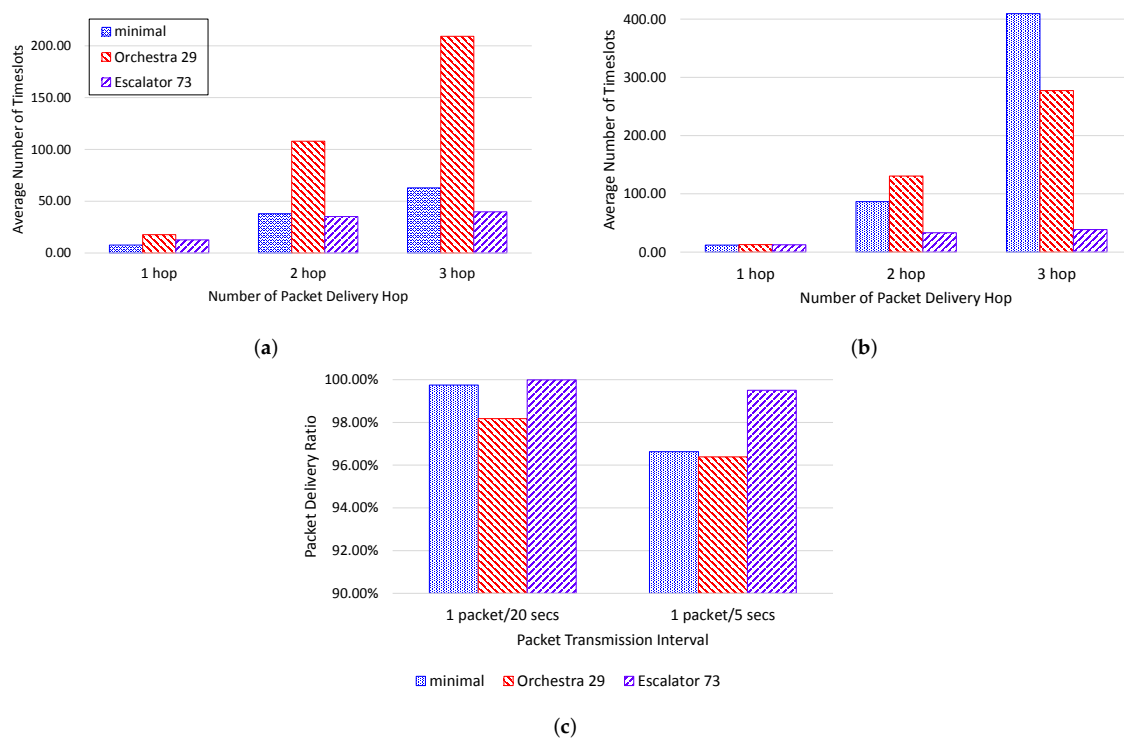 Average Number of Timeslots
200.00
150.00
100.00
50.00
0.00
minimal
Orchestra 29
Escalator 73
1 hop 2 hop 3 hop
Number of Packet Delivery Hop
(a)
Average Number of Timeslots
400.00
300.00
200.00
100.00
0.00
1 hop 2 hop 3 hop
Number of Packet Delivery Hop
(b)
Packet Delivery Ratio
100.00%
98.00%
96.00%
94.00%
92.00%
90.00%
1 packet/20 secs 1 packet/5 secs
Packet Transmission Interval
minimal Orchestra 29 Escalator 73
(c)